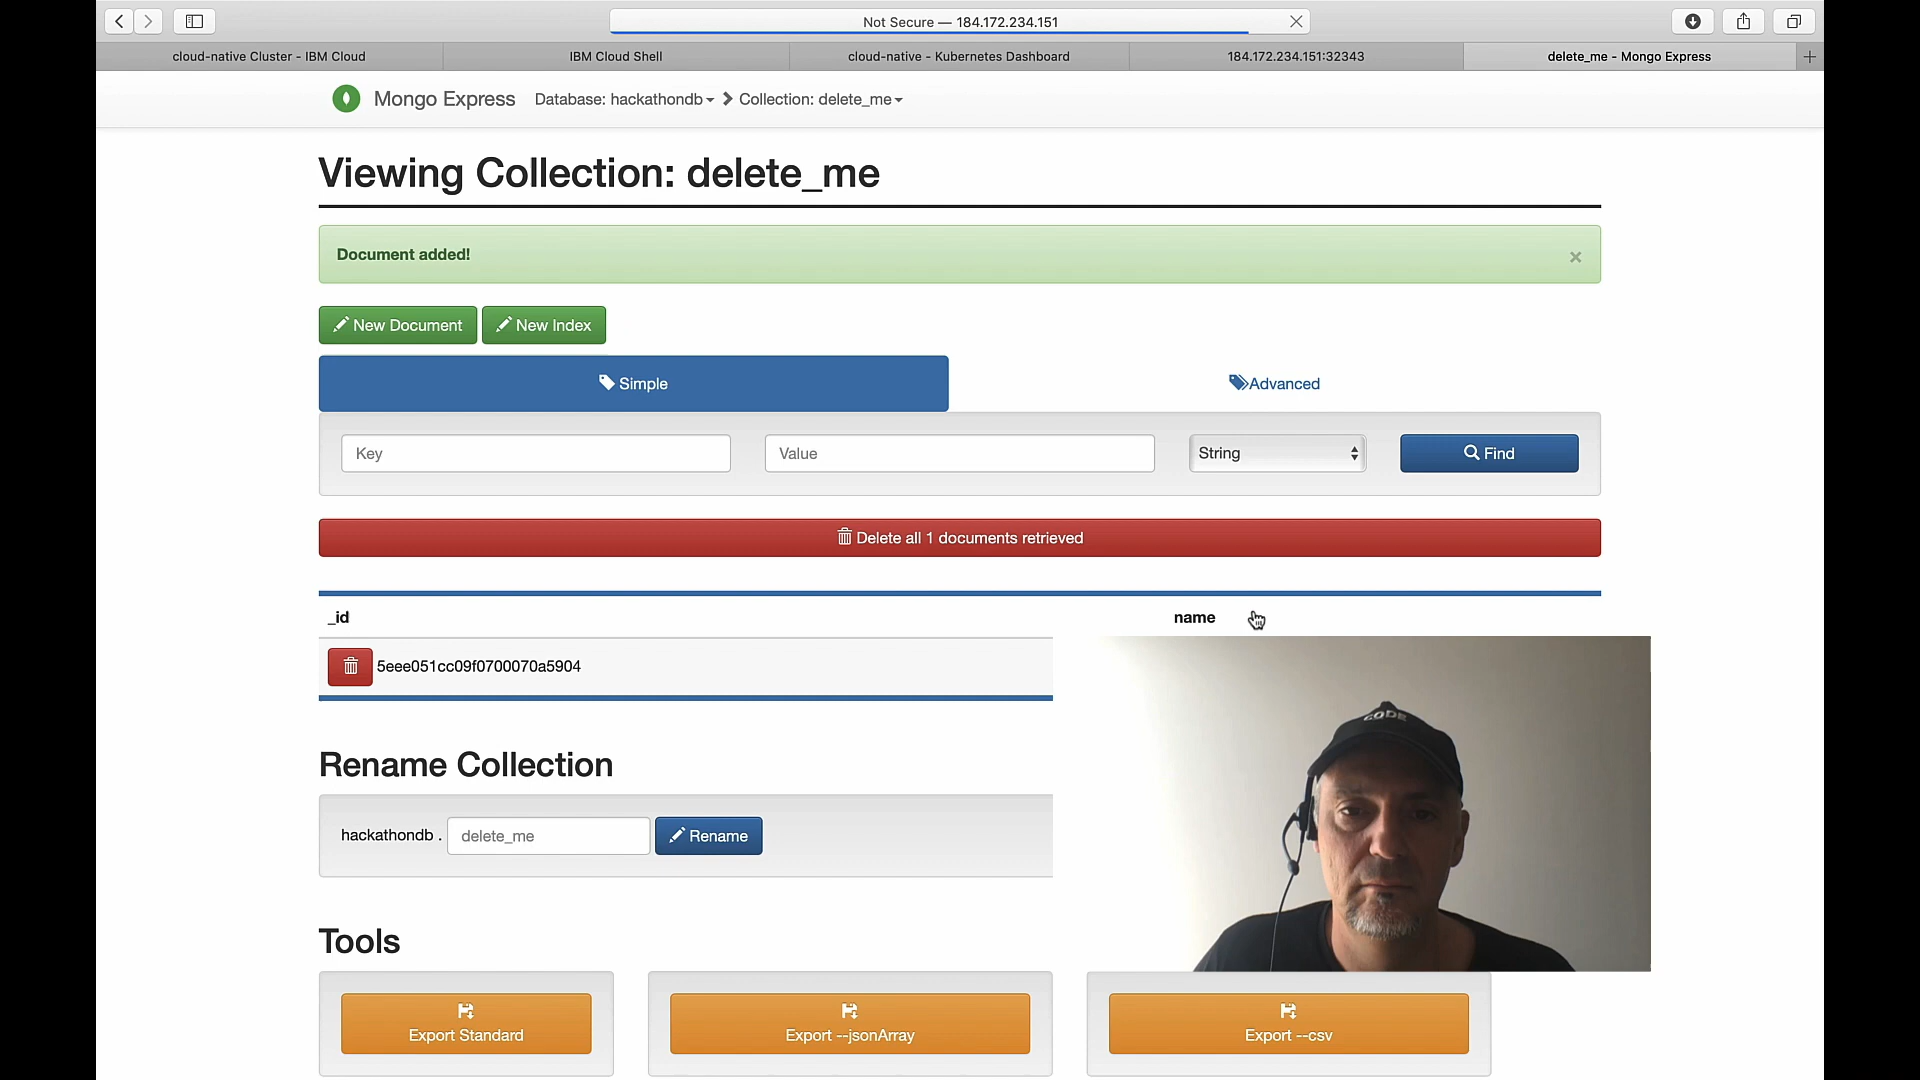 Not Secure — 184.172.234.151
cloud-native Cluster - IBM Cloud
IBM Cloud Shell
cloud-native - Kubernetes Dashboard
184.172.234.151:32343
delete_me - Mongo Express
Mongo Express
Database: hackathondb
Collection: delete_me
Viewing Collection: delete_me
Document added!
New Document
New Index
Simple
Advanced
Key
Value
String
Find
Delete all 1 documents retrieved
_id
name
5eee051cc09f0700070a5904
CODE
Rename Collection
hackathondb .
delete_me
Rename
Tools
Export Standard
Export --jsonArray
Export --csv